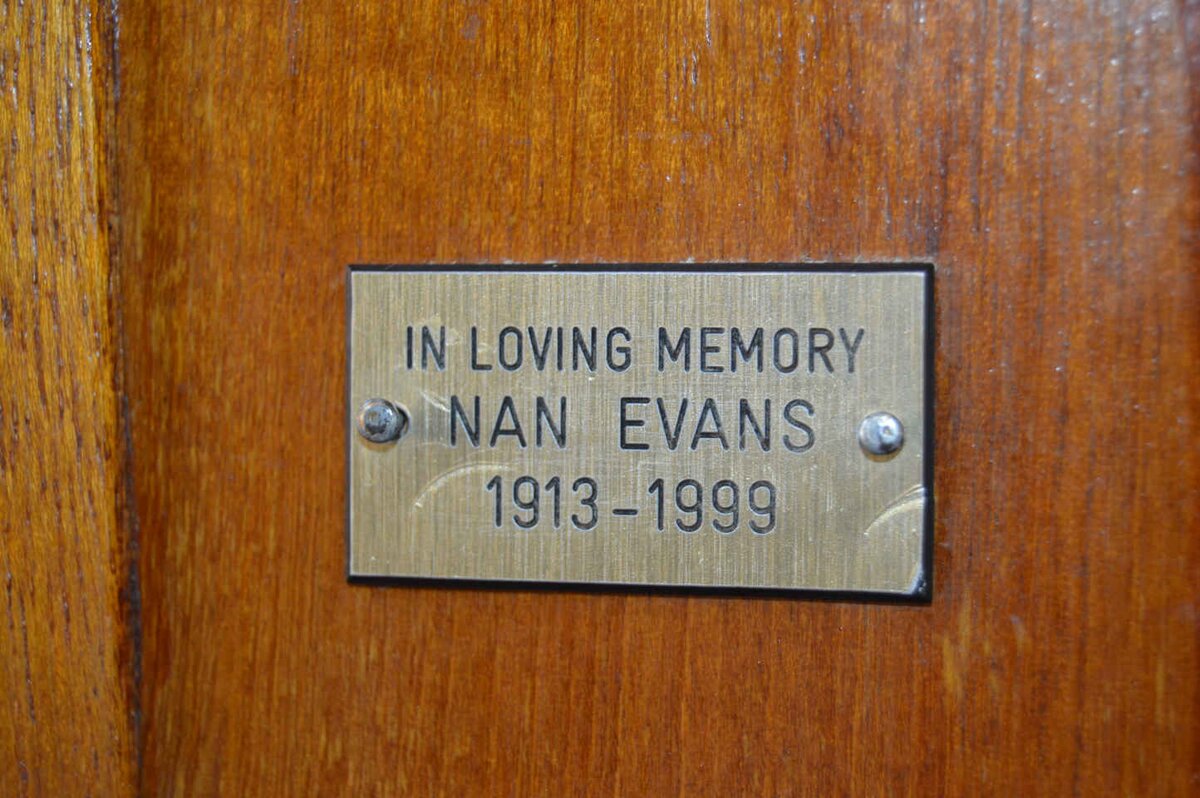 IN LOVING MEMORY
NAN EVANS
1913-1999